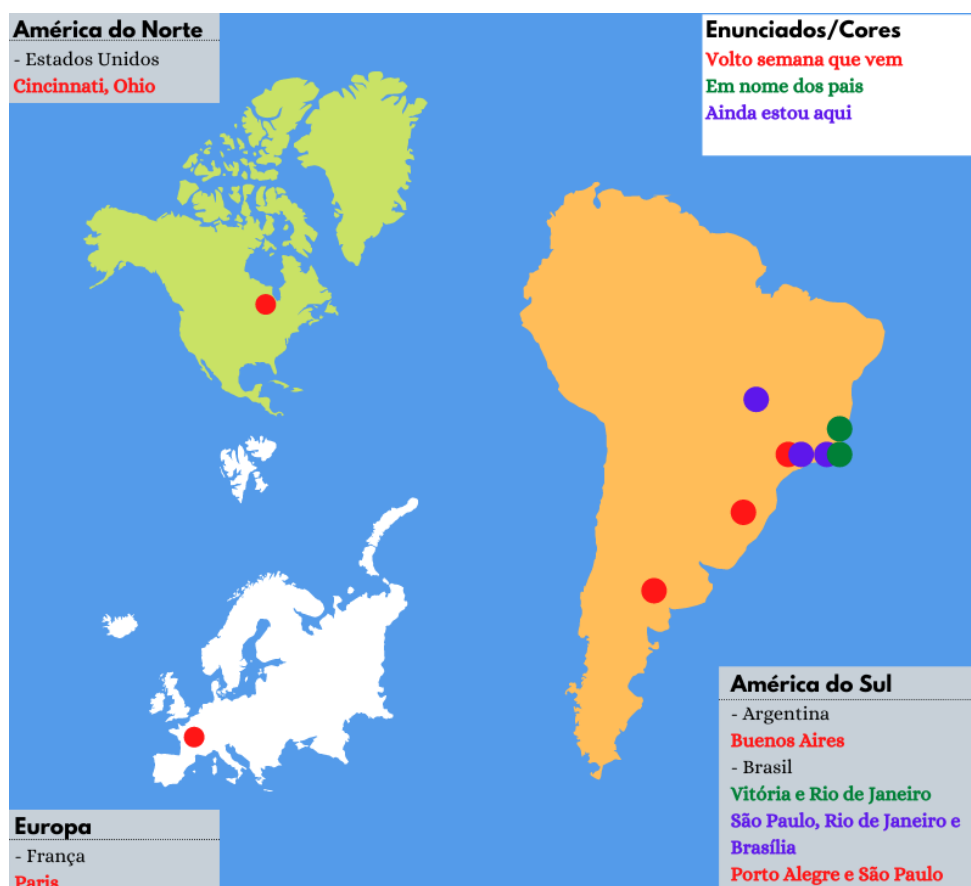 América do Norte
- Estados Unidos
Cincinnati, Ohio
Enunciados/Cores
Volto semana que vem
Em nome dos pais
Ainda estou aqui
América do Sul
- Argentina
Buenos Aires
- Brasil
Vitória e Rio de Janeiro
São Paulo, Rio de Janeiro e
Brasília
Porto Alegre e São Paulo
Europa
- França
Paris